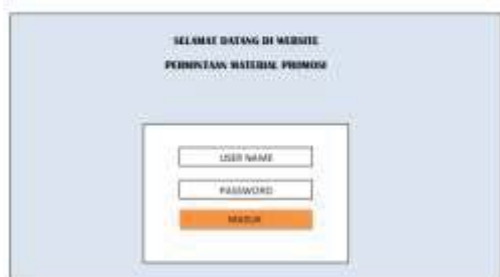 SELAMAT DATANG DI WEBSITE
PERMINTAAN MATERIAL PROMOSI
USER NAME
PASSWORD
MASUK